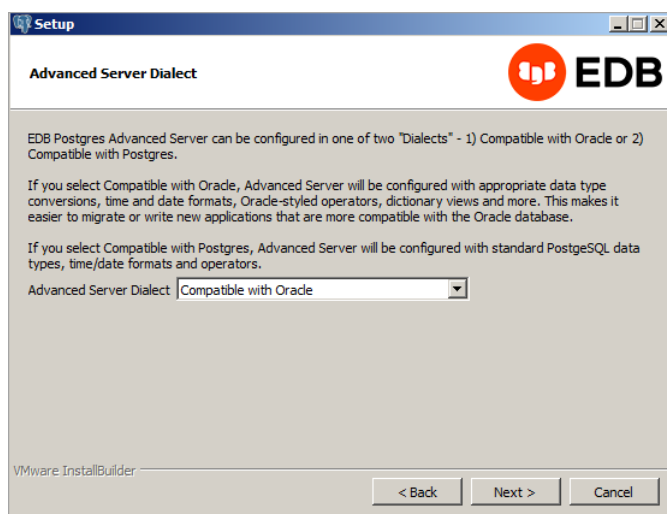 Setup
Advanced Server Dialect
EDB
EDB Postgres Advanced Server can be configured in one of two "Dialects" - 1) Compatible with Oracle or 2)
Compatible with Postgres.
If you select Compatible with Oracle, Advanced Server will be configured with appropriate data type
conversions, time and date formats, Oracle-styled operators, dictionary views and more. This makes it
easier to migrate or write new applications that are more compatible with the Oracle database.
If you select Compatible with Postgres, Advanced Server will be configured with standard PostgeSQL data
types, time/date formats and operators.
Advanced Server Dialect Compatible with Oracle
VMware InstallBuilder
< Back Next > Cancel